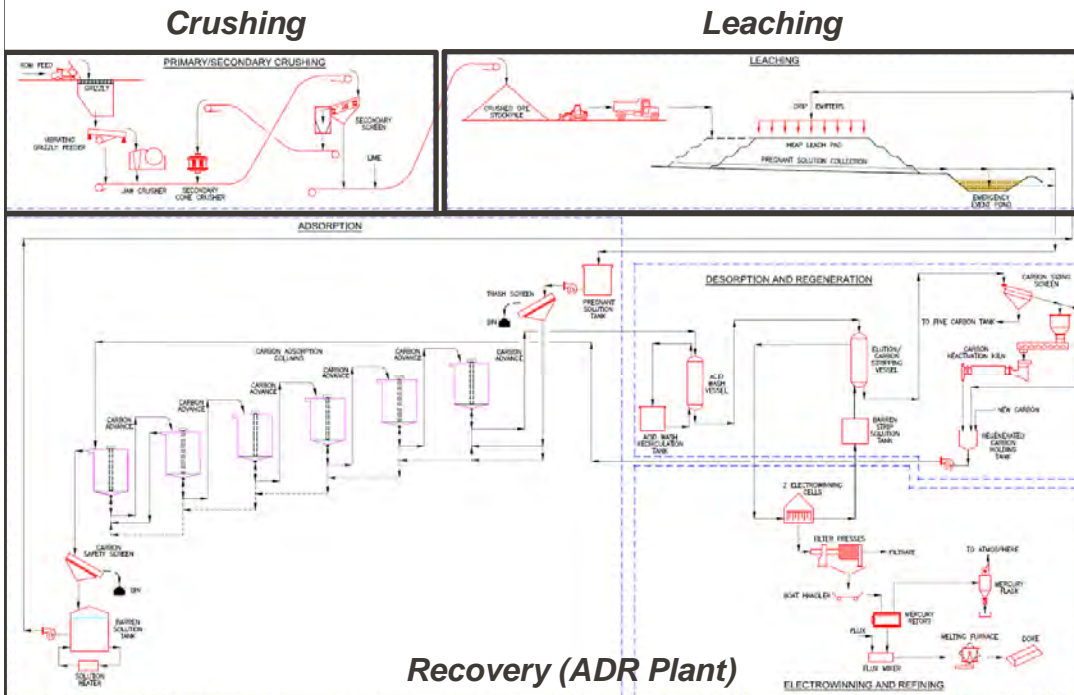 Crushing
Leaching
PRIMARY/SECONDARY CRUSHING
ROM FEED
GRIZZLY
VIBRATING
GRIZZLY FEEDER
JAW CRUSHER
SECONDARY
CONE CRUSHER
SECONDARY
SCREEN
LIME
LEACHING
CRUSHED ORE
STOCKPILE
DRIP EMITTERS
HEAP LEACH PAD
PREGNANT SOLUTION COLLECTION
EMERGENCY
EVENT POND
ADSORPTION
TRASH SCREEN
BIN
PREGNANT
SOLUTION
TANK
CARBON ADSORPTION
COLUMNS
CARBON
ADVANCE
CARBON
ADVANCE
CARBON
ADVANCE
CARBON
ADVANCE
CARBON
ADVANCE
CARBON
ADVANCE
CARBON
SAFETY SCREEN
BIN
BARREN
SOLUTION
TANK
SOLUTION
HEATER
DESORPTION AND REGENERATION
CARBON SIZING
SCREEN
TO FINE CARBON TANK
ELUTION/
CARBON
STRIPPING
VESSEL
CARBON
REACTIVATION KILN
ACID
WASH
VESSEL
ACID WASH
RECIRCULATION
TANK
BARREN
STRIP
SOLUTION
TANK
NEW CARBON
REGENERATED
CARBON
HOLDING
TANK
2 ELECTROWINNING
CELLS
FILTER PRESSES
FILTRATE
BOAT HANDLER
TO ATMOSPHERE
MERCURY
FLASK
MERCURY
RETORT
FLUX
FLUX MIXER
MELTING FURNACE
DORE
Recovery (ADR Plant)
ELECTROWINNING AND REFINING